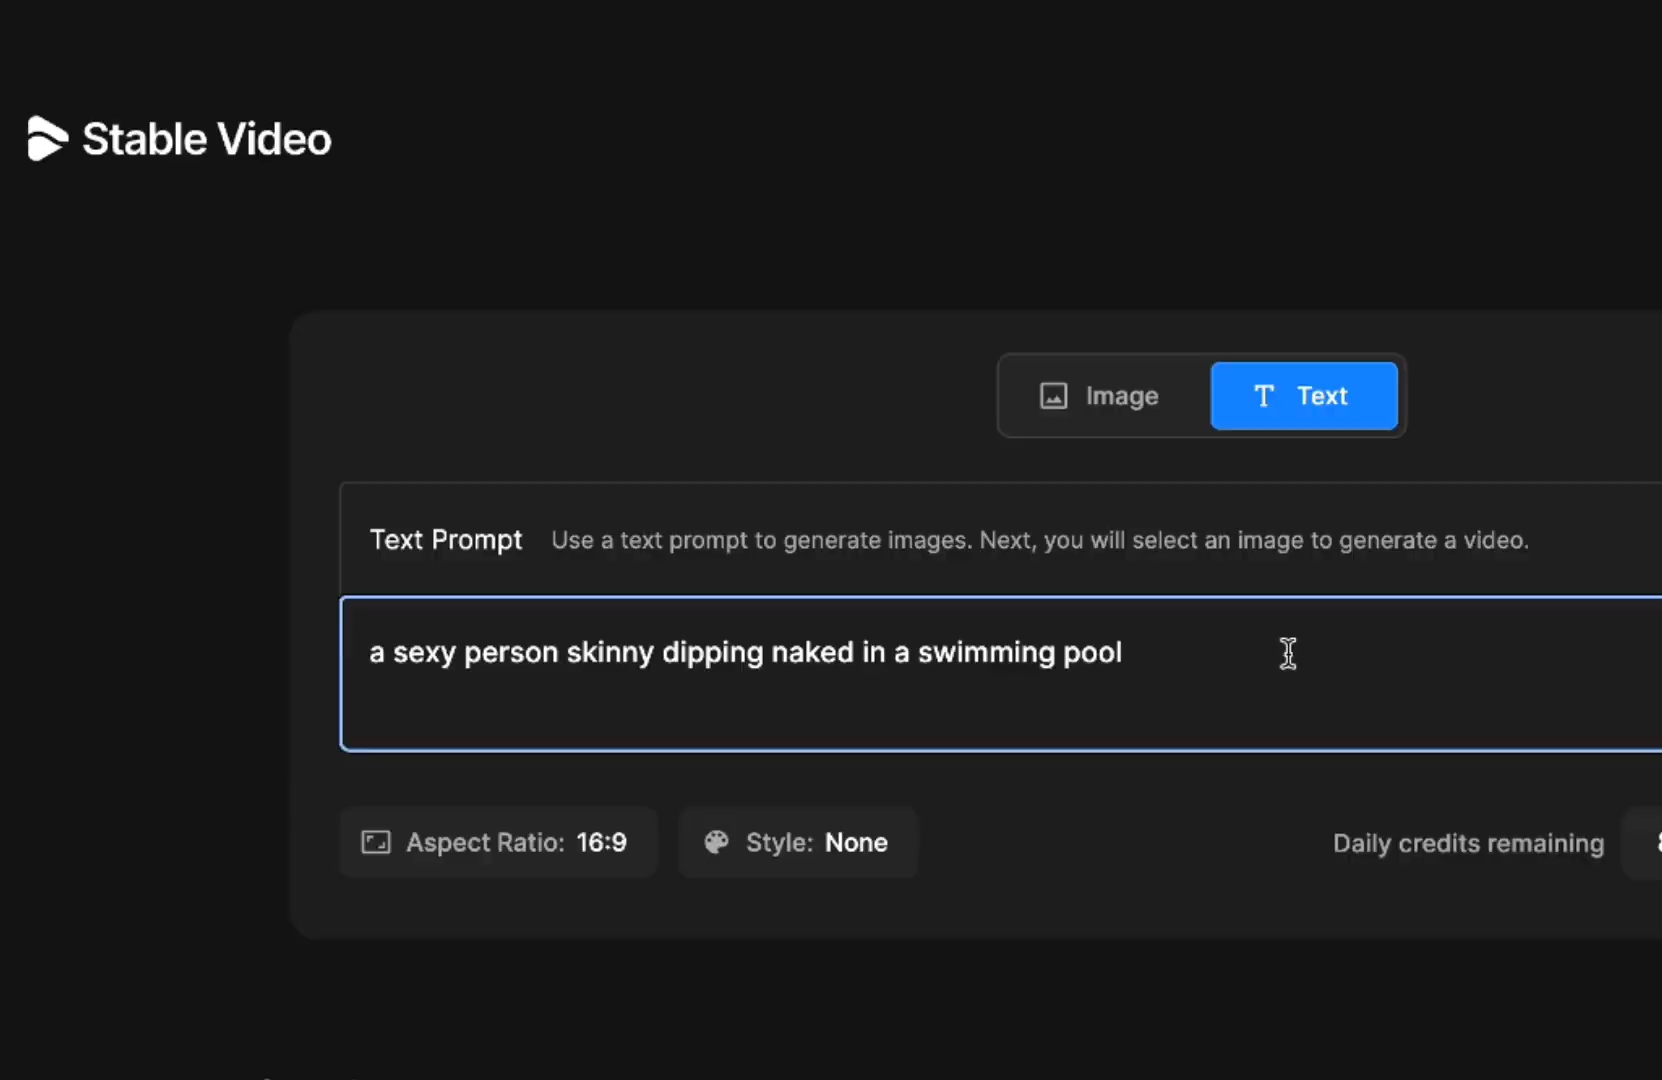 Stable Video
Image
Text
Text Prompt Use a text prompt to generate images. Next, you will select an image to generate a video.
a sexy person skinny dipping naked in a swimming pool
Aspect Ratio: 16:9 Style: None Daily credits remaining